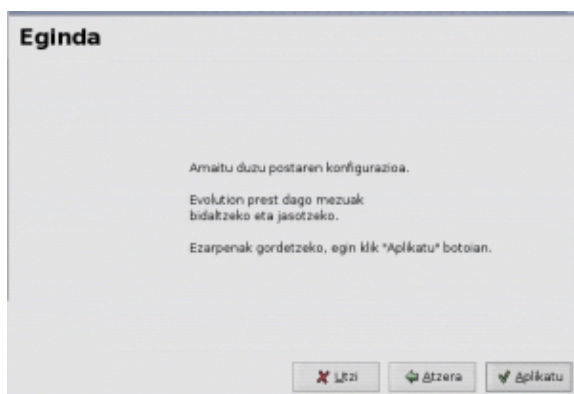 Eginda
Amaitu duzu postaren konfigurazioa.
Evolution prest dago mezuak
bidaltzeko eta jasotzeko.
Ezarpenak gordetzeko, egin klik "Aplikatu" botoian.
Utzi
Atzera
Aplikatu